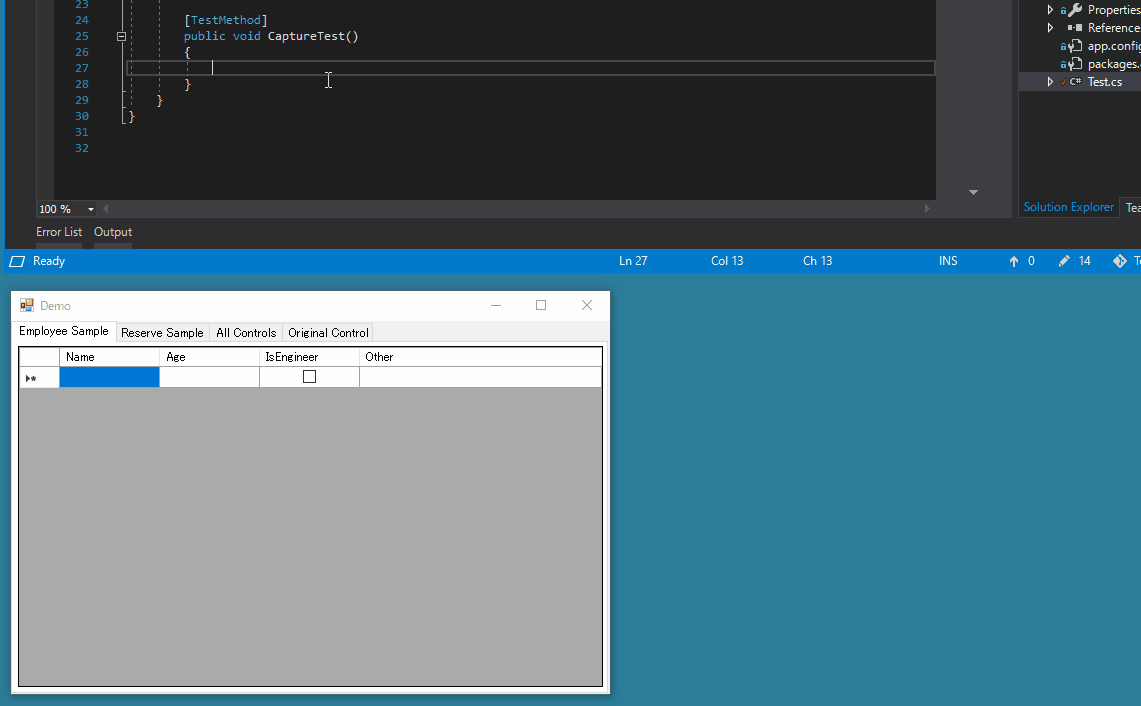 23
24 [TestMethod]
25 public void CaptureTest()
26 {
27
28 }
29 }
30 }
31
32
Properties
References
app.config
packages.
C# Test.cs
100 %
Solution Explorer
Error List Output
Ready Ln 27 Col 13 Ch 13 INS 0 14
Demo
Employee Sample Reserve Sample All Controls Original Control
Name Age IsEngineer Other